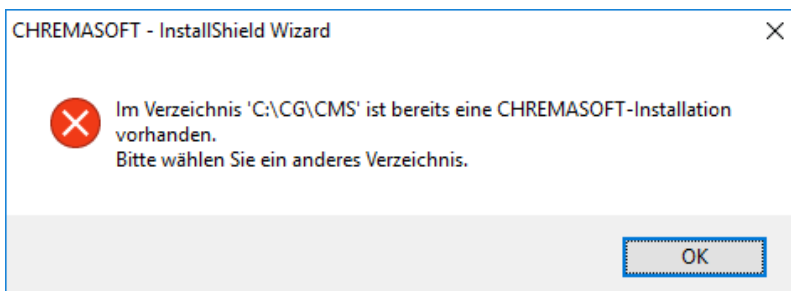 CHREMASOFT - InstallShield Wizard
Im Verzeichnis 'C:\CG\CMS' ist bereits eine CHREMASOFT-Installation
vorhanden.
Bitte wählen Sie ein anderes Verzeichnis.
OK